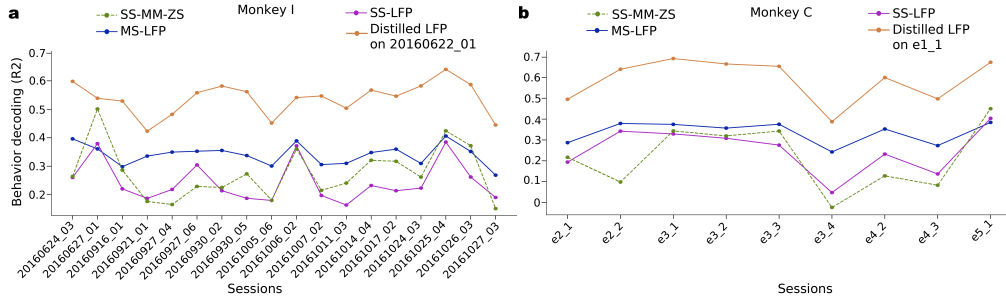 a
Monkey I
SS-MM-ZS
MS-LFP
SS-LFP
Distilled LFP
on 20160622_01
Behavior decoding (R2)
0.7
0.6
0.5
0.4
0.3
0.2
20160624_03
20160627_01
20160916_01
20160921_01
20160927_04
20160927_06
20160930_02
20160930_05
20161005_06
20161006_02
20161007_02
20161011_03
20161014_04
20161017_02
20161024_03
20161025_04
20161026_03
20161027_03
Sessions
b
Monkey C
SS-MM-ZS
MS-LFP
SS-LFP
Distilled LFP
on e1_1
0.7
0.6
0.5
0.4
0.3
0.2
0.1
0
e2_1
e2_2
e3_1
e3_2
e3_3
e3_4
e4_2
e4_3
e5_1
Sessions